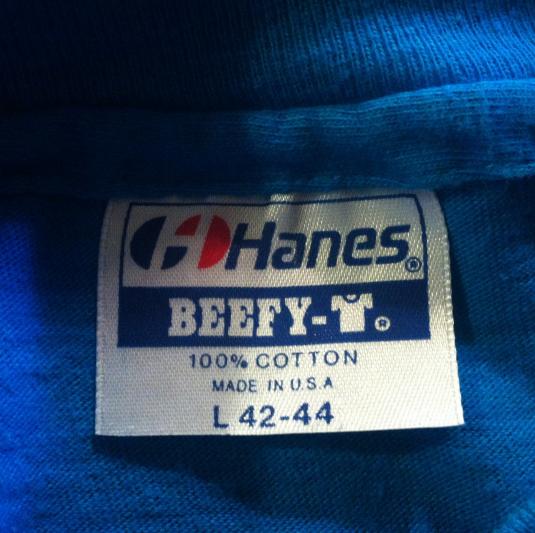 Hanes®
BEEFY-®
100% COTTON
MADE IN U.S.A
L 42-44